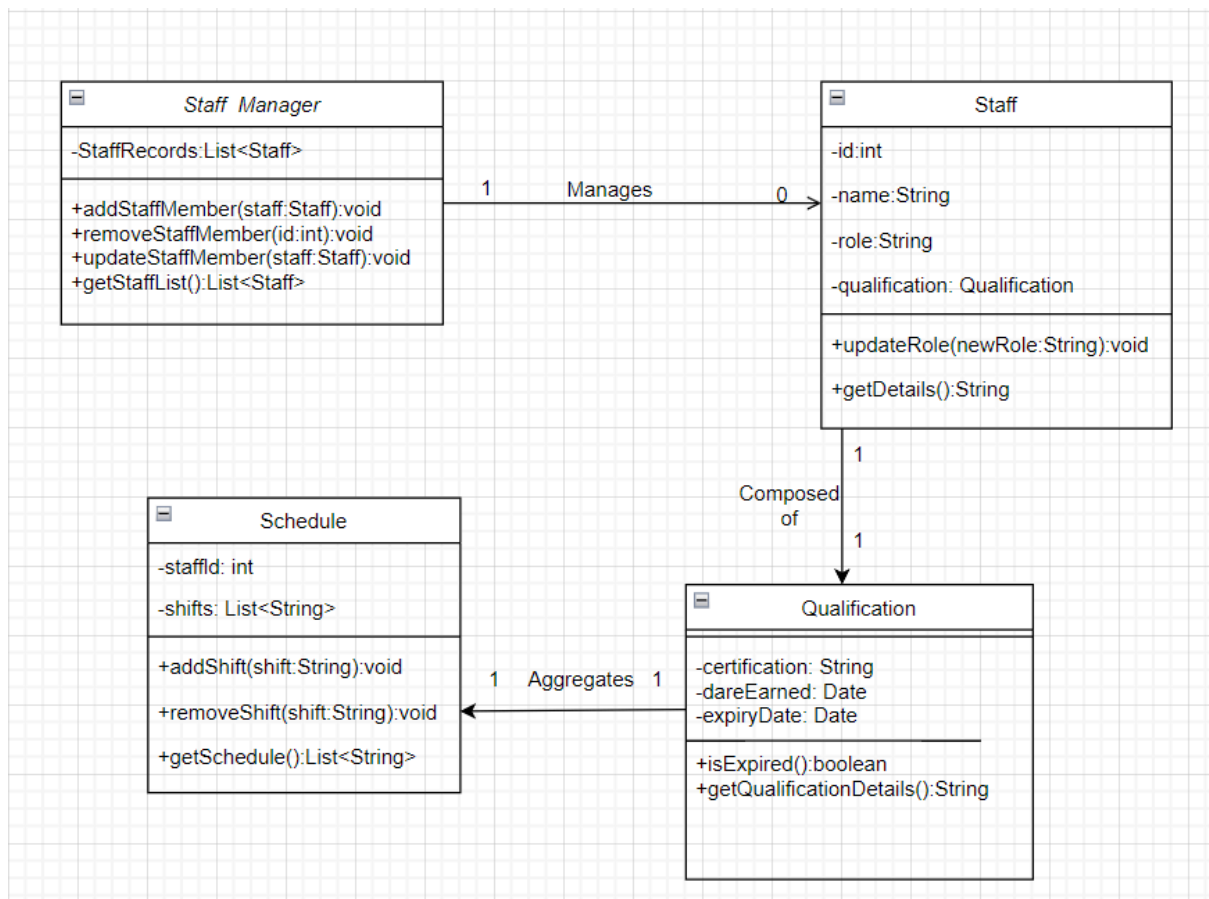 Staff Manager
-StaffRecords:List<Staff>
+addStaffMember(staff:Staff):void
+removeStaffMember(id:int):void
+updateStaffMember(staff:Staff):void
+getStaffList():List<Staff>
1 Manages 0
Staff
-id:int
-name:String
-role:String
-qualification: Qualification
+updateRole(newRole:String):void
+getDetails():String
1
Composed
of
1
Schedule
-staffId: int
-shifts: List<String>
+addShift(shift:String):void
+removeShift(shift:String):void
+getSchedule():List<String>
1 Aggregates 1
Qualification
-certification: String
-dareEarned: Date
-expiryDate: Date
+isExpired():boolean
+getQualificationDetails():String